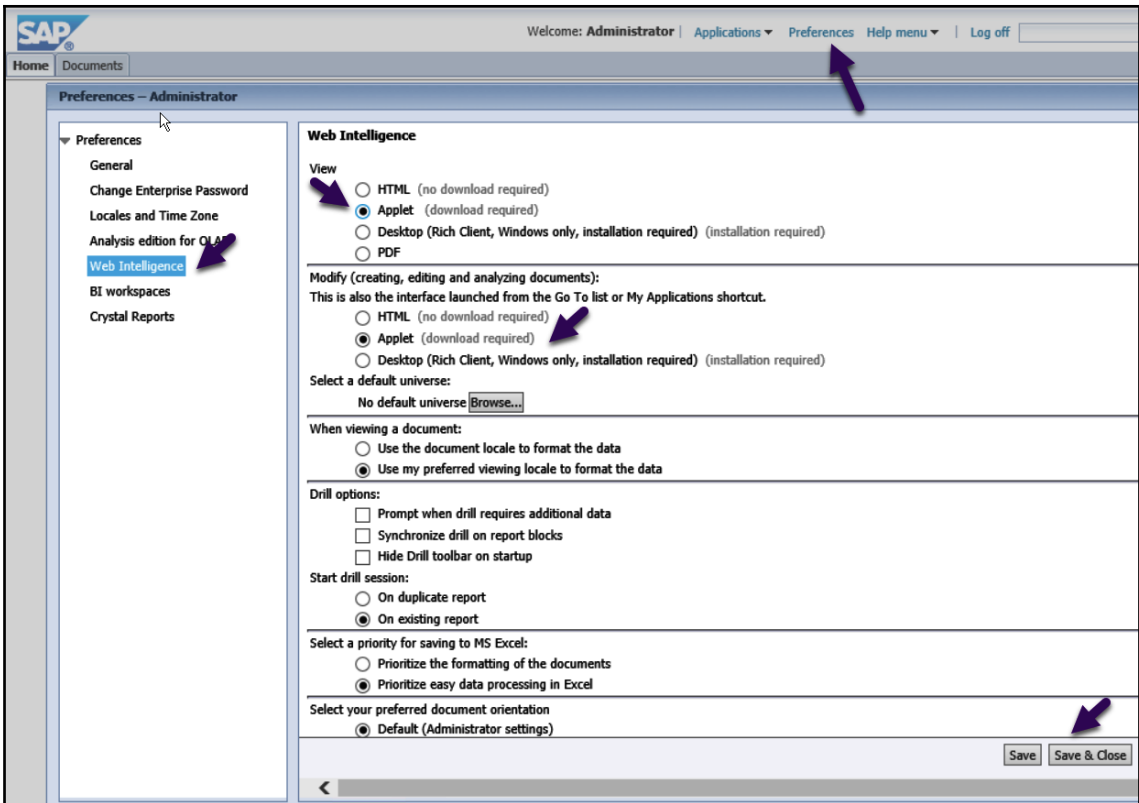 SAP®
Welcome: Administrator | Applications Preferences Help menu | Log off
Home Documents
Preferences – Administrator
Preferences
General
Change Enterprise Password
Locales and Time Zone
Analysis edition for OLAP
Web Intelligence
BI workspaces
Crystal Reports
Web Intelligence
View
HTML (no download required)
Applet (download required)
Desktop (Rich Client, Windows only, installation required) (installation required)
PDF
Modify (creating, editing and analyzing documents):
This is also the interface launched from the Go To list or My Applications shortcut.
HTML (no download required)
Applet (download required)
Desktop (Rich Client, Windows only, installation required) (installation required)
Select a default universe:
No default universe Browse...
When viewing a document:
Use the document locale to format the data
Use my preferred viewing locale to format the data
Drill options:
Prompt when drill requires additional data
Synchronize drill on report blocks
Hide Drill toolbar on startup
Start drill session:
On duplicate report
On existing report
Select a priority for saving to MS Excel:
Prioritize the formatting of the documents
Prioritize easy data processing in Excel
Select your preferred document orientation
Default (Administrator settings)
Save Save & Close